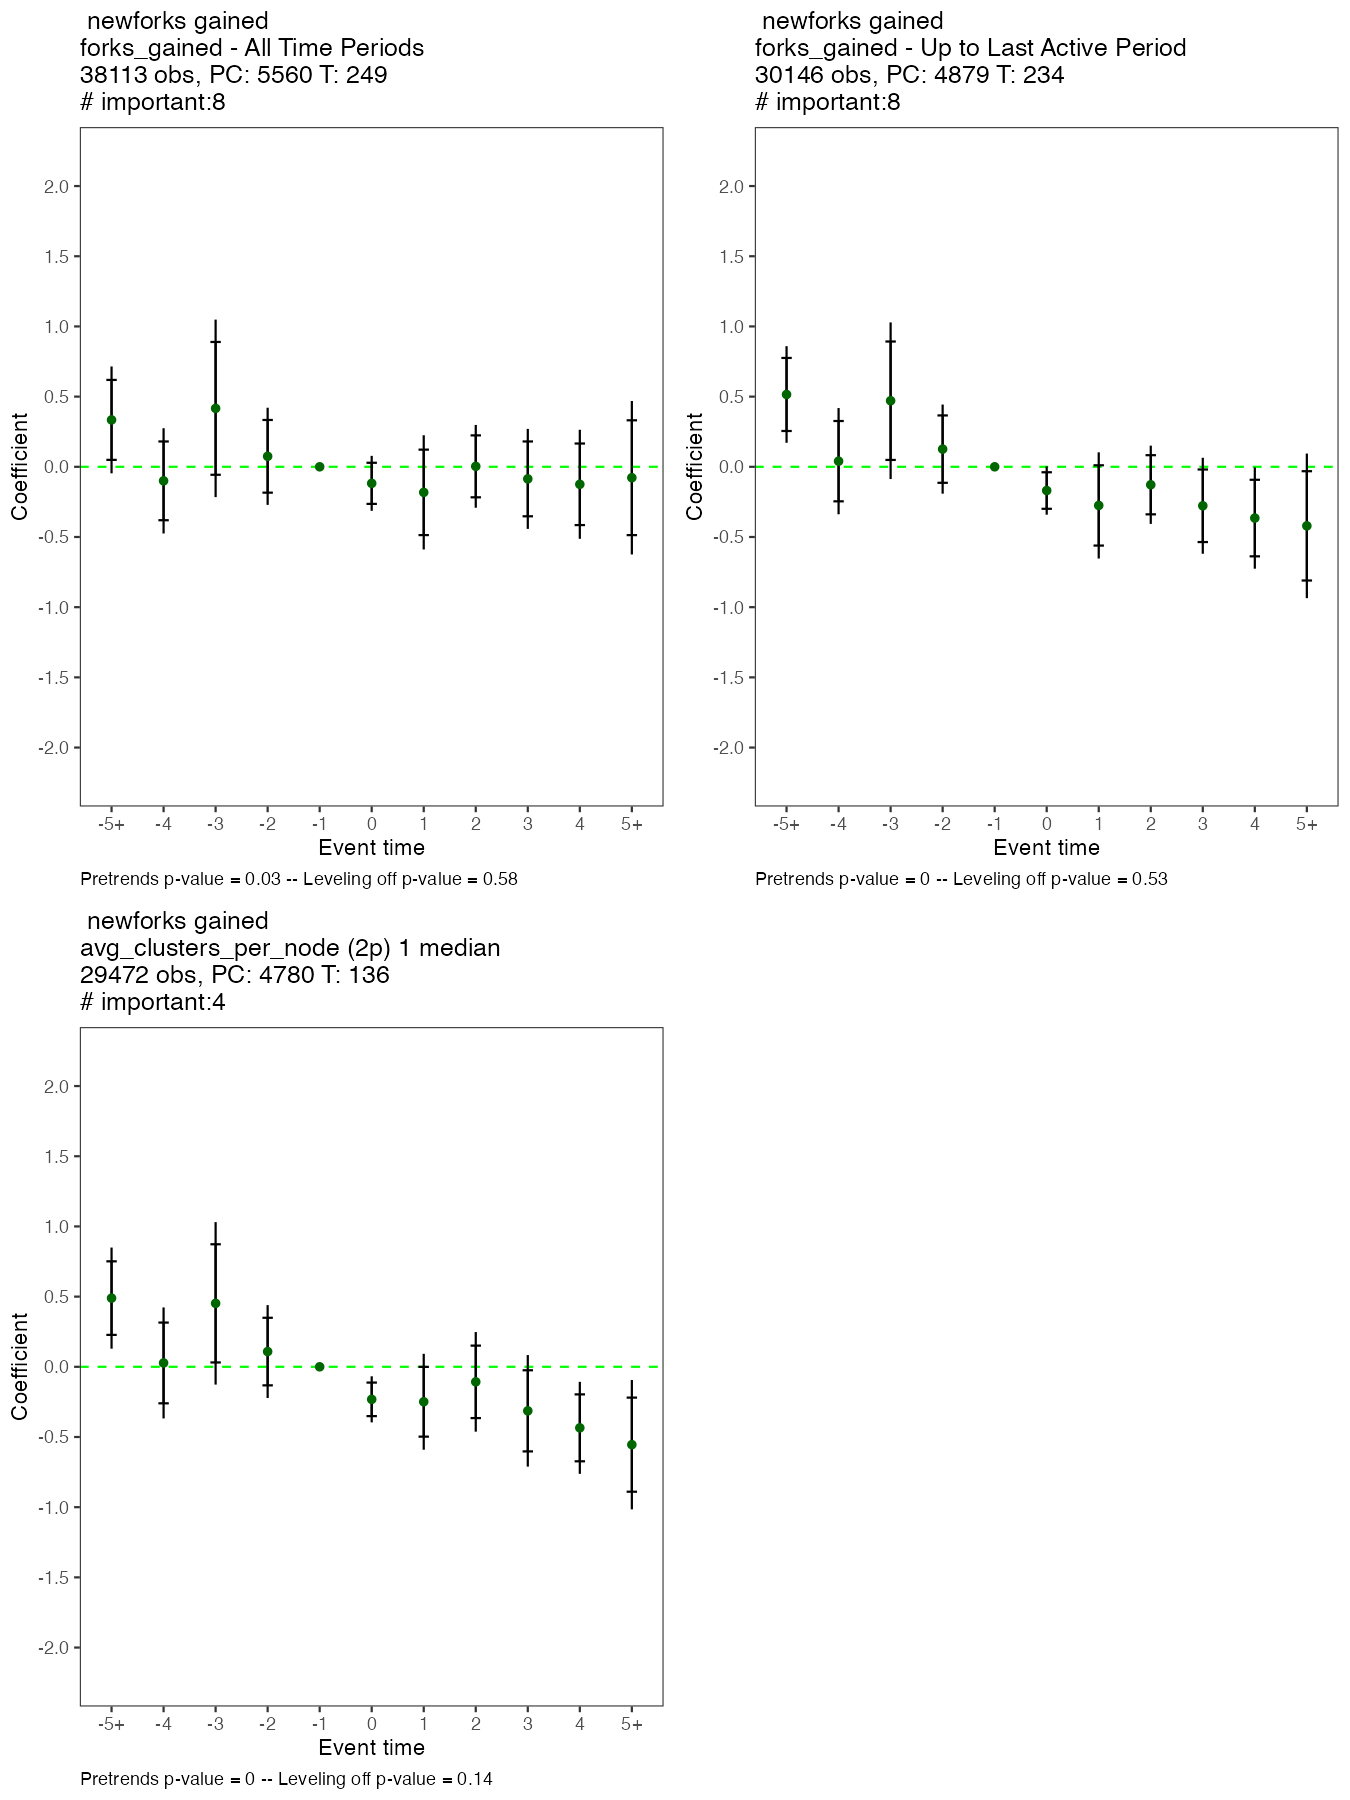 newforks gained
forks_gained - All Time Periods
38113 obs, PC: 5560 T: 249
# important:8
2.0
1.5
1.0
0.5
0.0
-0.5
-1.0
-1.5
-2.0
Coefficient
-5+ -4 -3 -2 -1 0 1 2 3 4 5+
Event time
Pretrends p-value = 0.03 -- Leveling off p-value = 0.58
newforks gained
forks_gained - Up to Last Active Period
30146 obs, PC: 4879 T: 234
# important:8
2.0
1.5
1.0
0.5
0.0
-0.5
-1.0
-1.5
-2.0
Coefficient
-5+ -4 -3 -2 -1 0 1 2 3 4 5+
Event time
Pretrends p-value = 0 -- Leveling off p-value = 0.53
newforks gained
avg_clusters_per_node (2p) 1 median
29472 obs, PC: 4780 T: 136
# important:4
2.0
1.5
1.0
0.5
0.0
-0.5
-1.0
-1.5
-2.0
Coefficient
-5+ -4 -3 -2 -1 0 1 2 3 4 5+
Event time
Pretrends p-value = 0 -- Leveling off p-value = 0.14